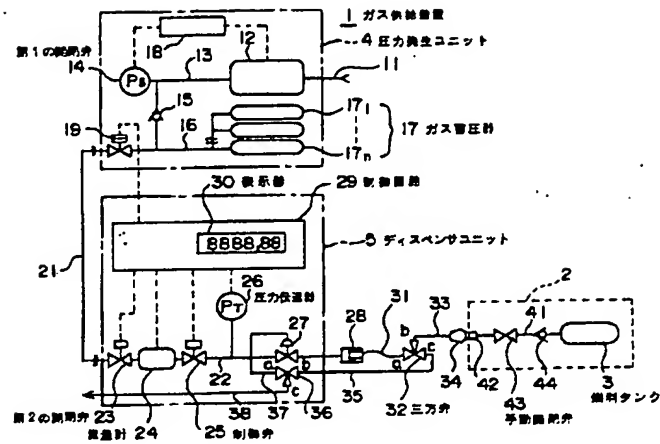 1 ガス供給装置
4 圧力発生ユニット
第1の開閉弁
14
18
12
13
11
PS
15
19
16
17₁
17ₙ
17 ガス蓄圧器
30 表示器
29 制御回路
8888.88
5 ディスペンサユニット
21
26
PT
圧力伝送器
2
27
28
31
33
41
b
c
a
a
b
c
22
35
34
42
3
燃料タンク
32 三方弁
43
44
手動開閉弁
第2の開閉弁
23
流量計
24
25
制御弁
38
37
36